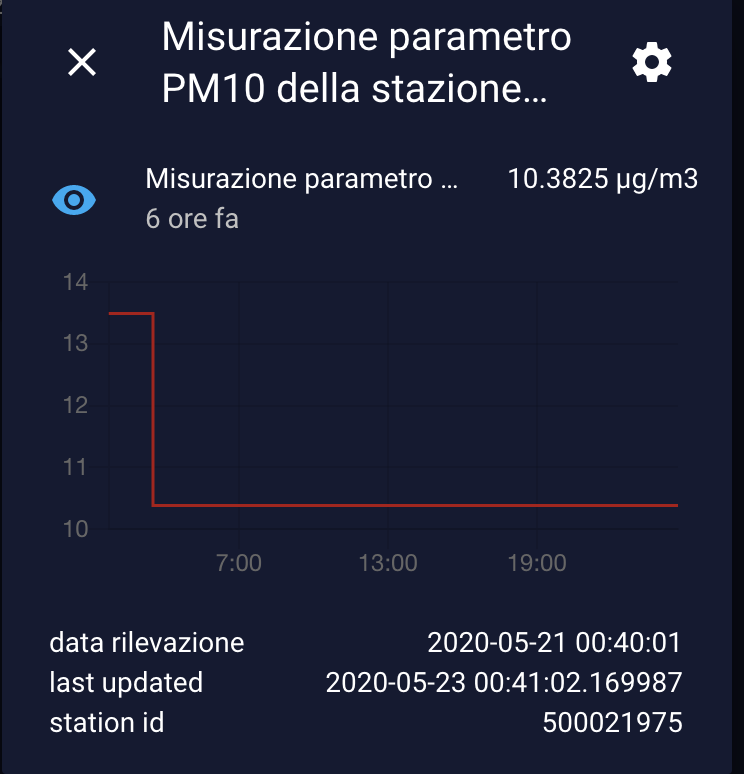 Misurazione parametro
PM10 della stazione...
Misurazione parametro ... 10.3825 µg/m3
6 ore fa
14
13
12
11
10
7:00 13:00 19:00
data rilevazione 2020-05-21 00:40:01
last updated 2020-05-23 00:41:02.169987
station id 500021975